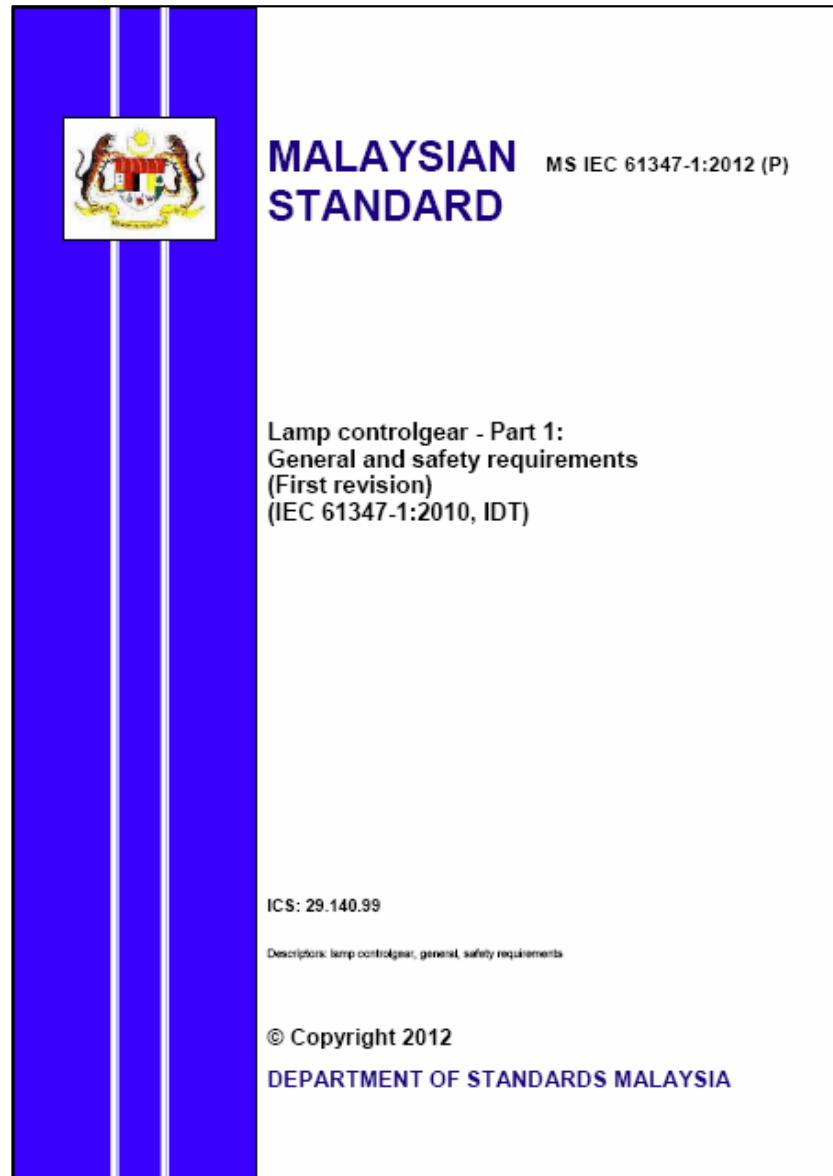 MALAYSIAN MS IEC 61347-1:2012 (P)
STANDARD
Lamp controlgear - Part 1:
General and safety requirements
(First revision)
(IEC 61347-1:2010, IDT)
ICS: 29.140.99
Descriptors: lamp controlgear, general, safety requirements
© Copyright 2012
DEPARTMENT OF STANDARDS MALAYSIA